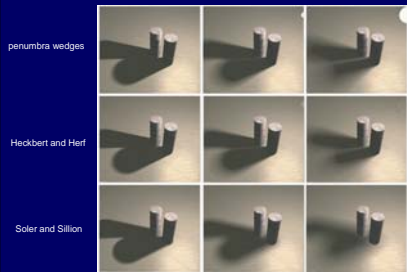 penumbra wedges
Heckbert and Herf
Soler and Sillion